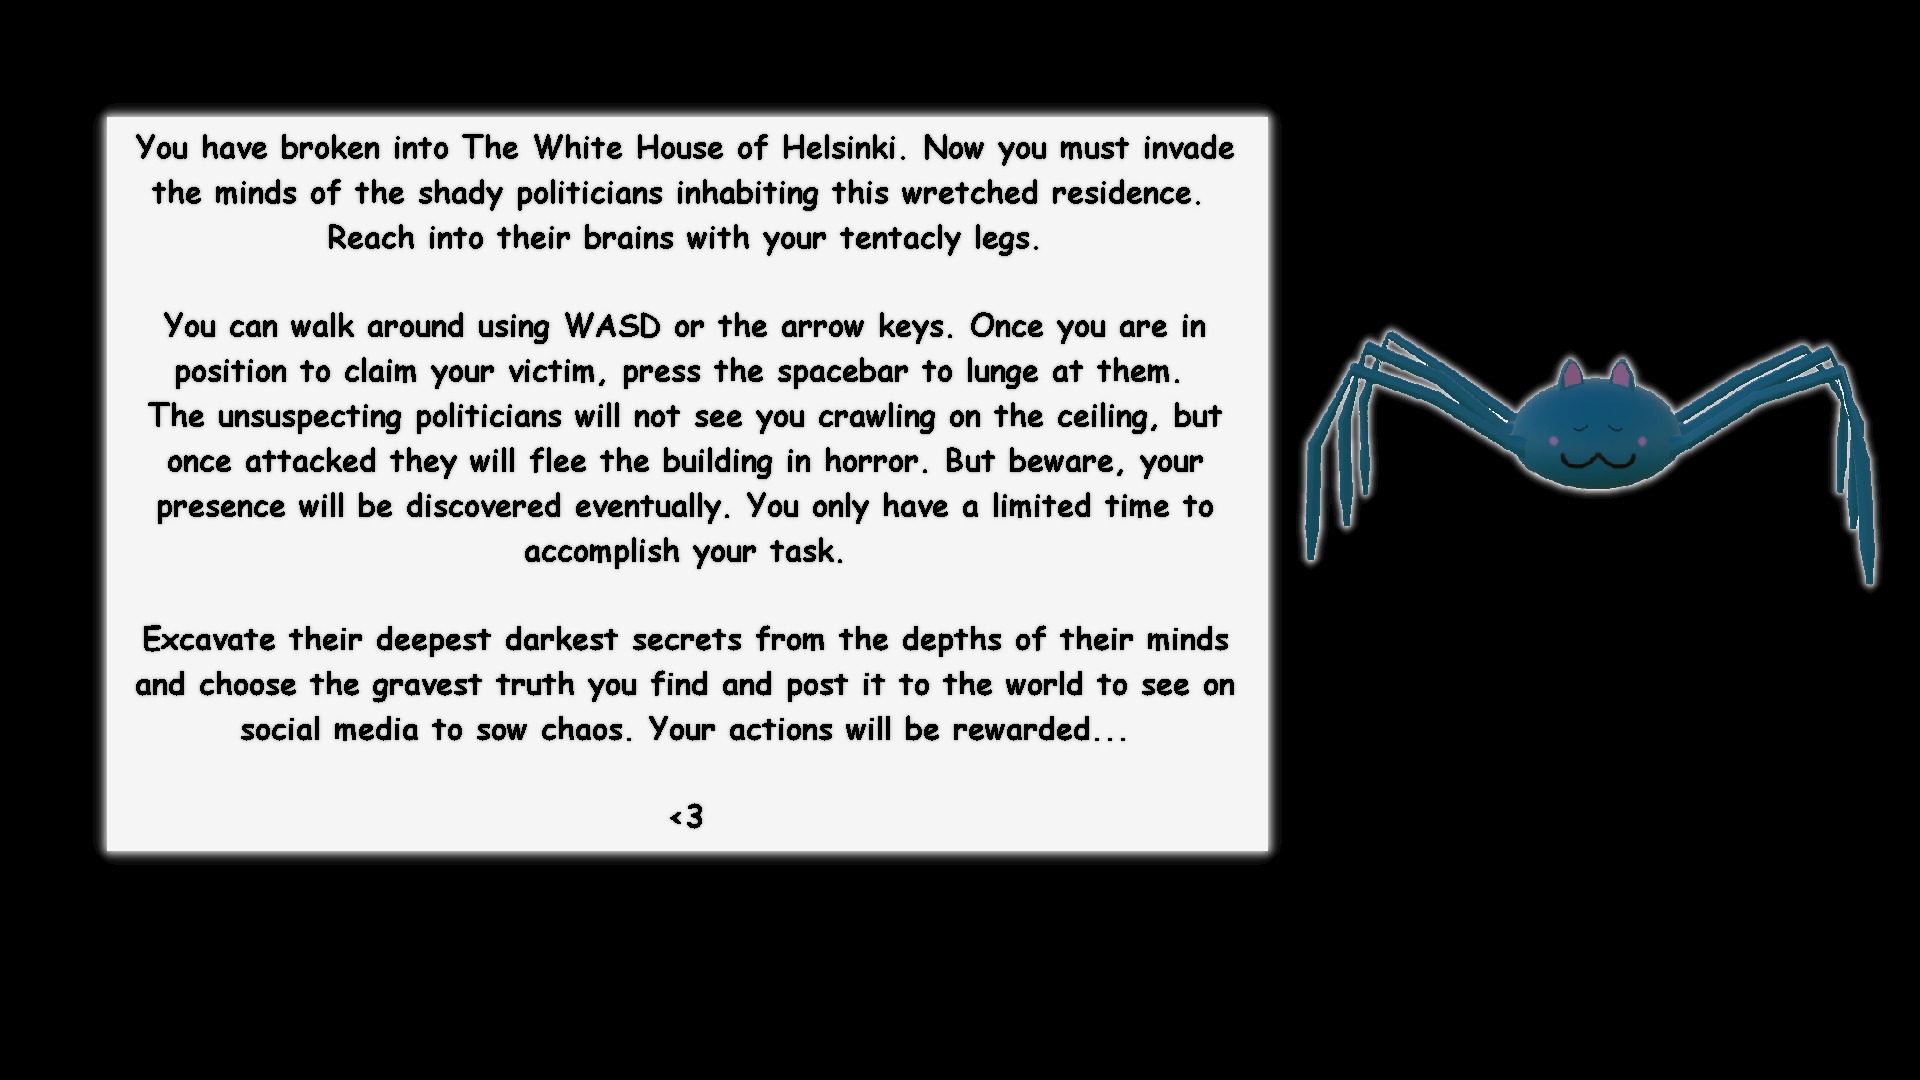 You have broken into The White House of Helsinki. Now you must invade
the minds of the shady politicians inhabiting this wretched residence.
Reach into their brains with your tentacly legs.
You can walk around using WASD or the arrow keys. Once you are in
position to claim your victim, press the spacebar to lunge at them.
The unsuspecting politicians will not see you crawling on the ceiling, but
once attacked they will flee the building in horror. But beware, your
presence will be discovered eventually. You only have a limited time to
accomplish your task.
Excavate their deepest darkest secrets from the depths of their minds
and choose the gravest truth you find and post it to the world to see on
social media to sow chaos. Your actions will be rewarded...
<3